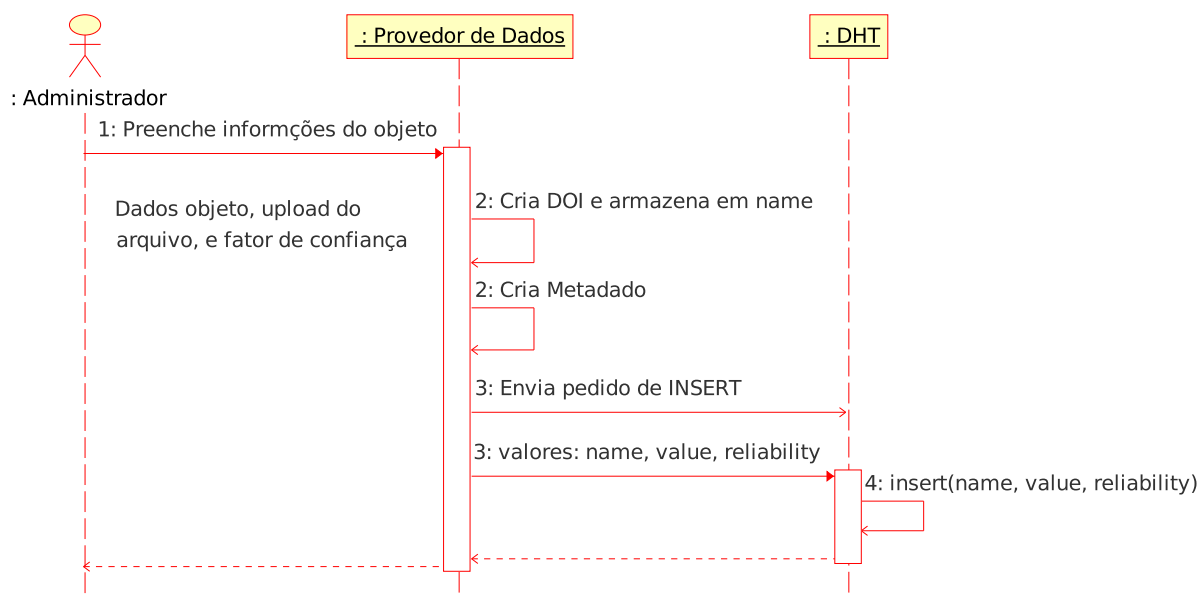 : Provedor de Dados
: DHT
: Administrador
1: Preenche informções do objeto
2: Cria DOI e armazena em name
Dados objeto, upload do
arquivo, e fator de confiança
2: Cria Metadado
3: Envia pedido de INSERT
3: valores: name, value, reliability
4: insert(name, value, reliability)